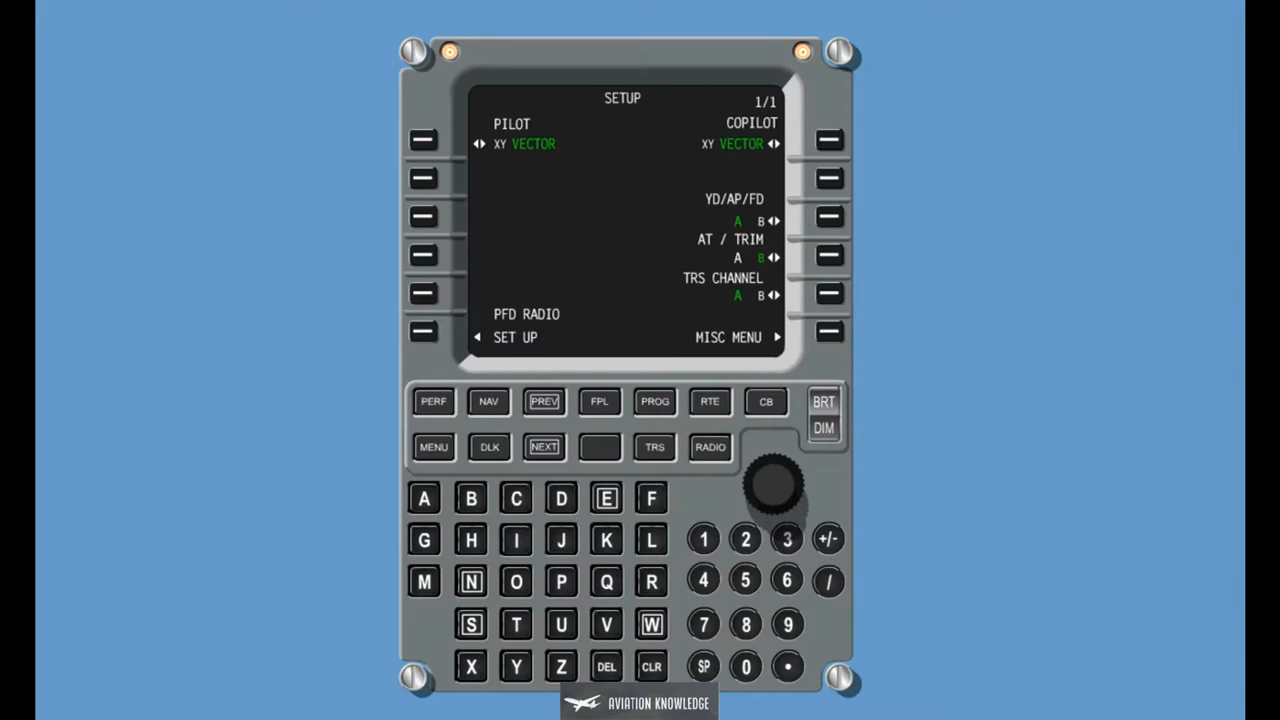 SETUP
1/1
PILOT COPILOT
XY VECTOR XY VECTOR
YD/AP/FD
A B
AT / TRIM
A B
TRS CHANNEL
A B
PFD RADIO
SET UP MISC MENU
PERF NAV PREV FPL PROG RTE CB BRT
DIM
MENU DLK NEXT TRS RADIO
A B C D E F
G H I J K L 1 2 3 +/-
M N O P Q R 4 5 6 /
S T U V W 7 8 9
X Y Z DEL CLR SP 0 •
AVIATION KNOWLEDGE